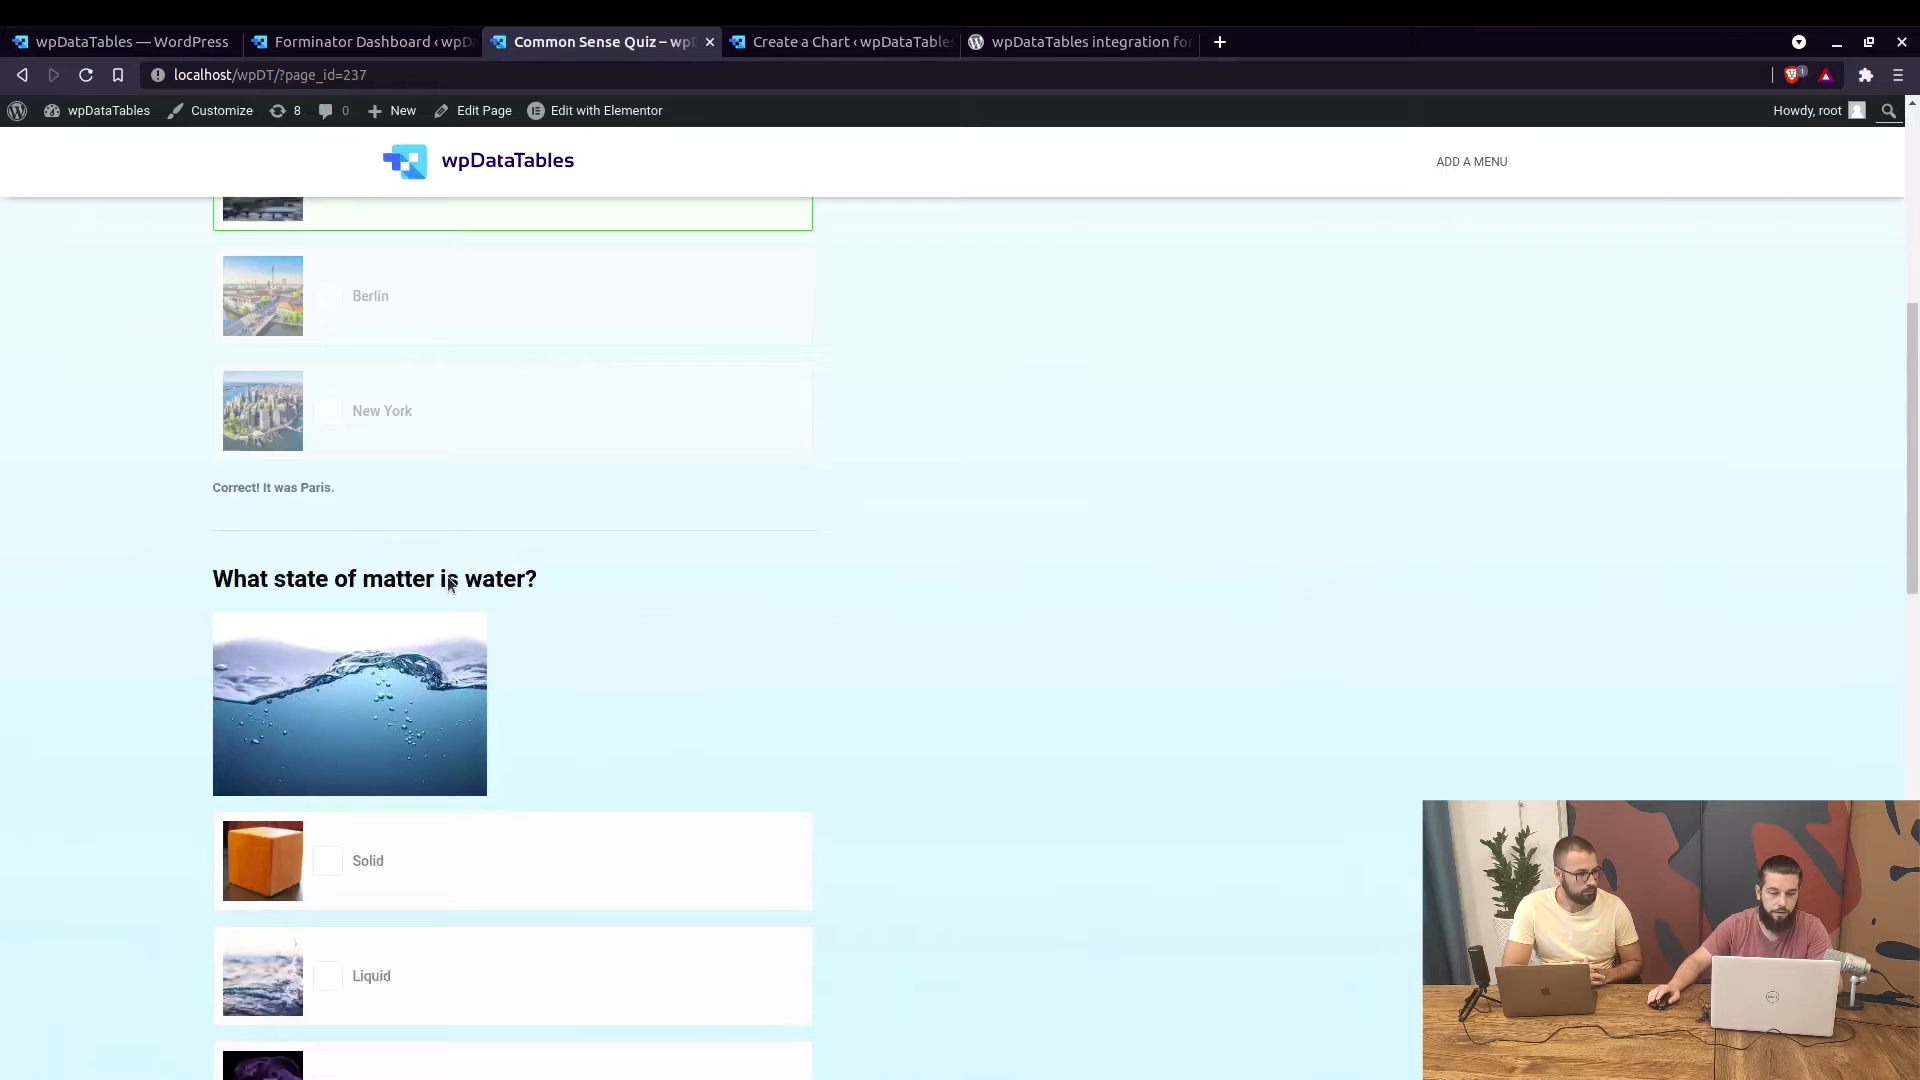 wpDataTables — WordPress
Forminator Dashboard ‹ wpD
Common Sense Quiz – wpD
Create a Chart ‹ wpDataTables
wpDataTables integration for
localhost/wpDT/?page_id=237
wpDataTables
Customize
8
0
New
Edit Page
Edit with Elementor
Howdy, root
wpDataTables
ADD A MENU
Berlin
New York
Correct! It was Paris.
What state of matter is water?
Solid
Liquid